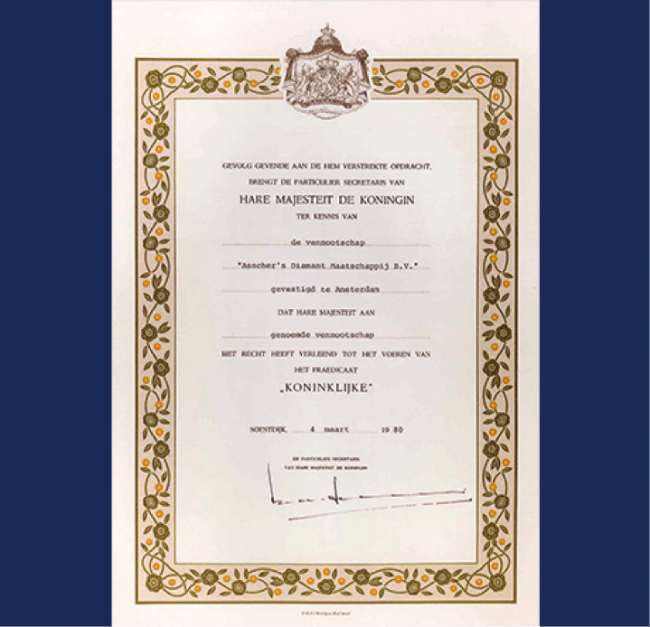 GEVOLG GEVENDE AAN DE HEM VERSTREKTE OPDRACHT,
BRENGT DE PARTICULIER SECRETARIS VAN
HARE MAJESTEIT DE KONINGIN
TER KENNIS VAN
de vennootschap
"Asscher's Diamant Maatschappij B.V."
gevestigd te Amsterdam
DAT HARE MAJESTEIT AAN
genoemde vennootschap
HET RECHT HEEFT VERLEEND TOT HET VOEREN VAN
HET PRAEDICAAT
„KONINKLIJKE”
SOESTDIJK, 4 maart 1980
DE PARTICULIER SECRETARIS
VAN HARE MAJESTEIT DE KONINGIN